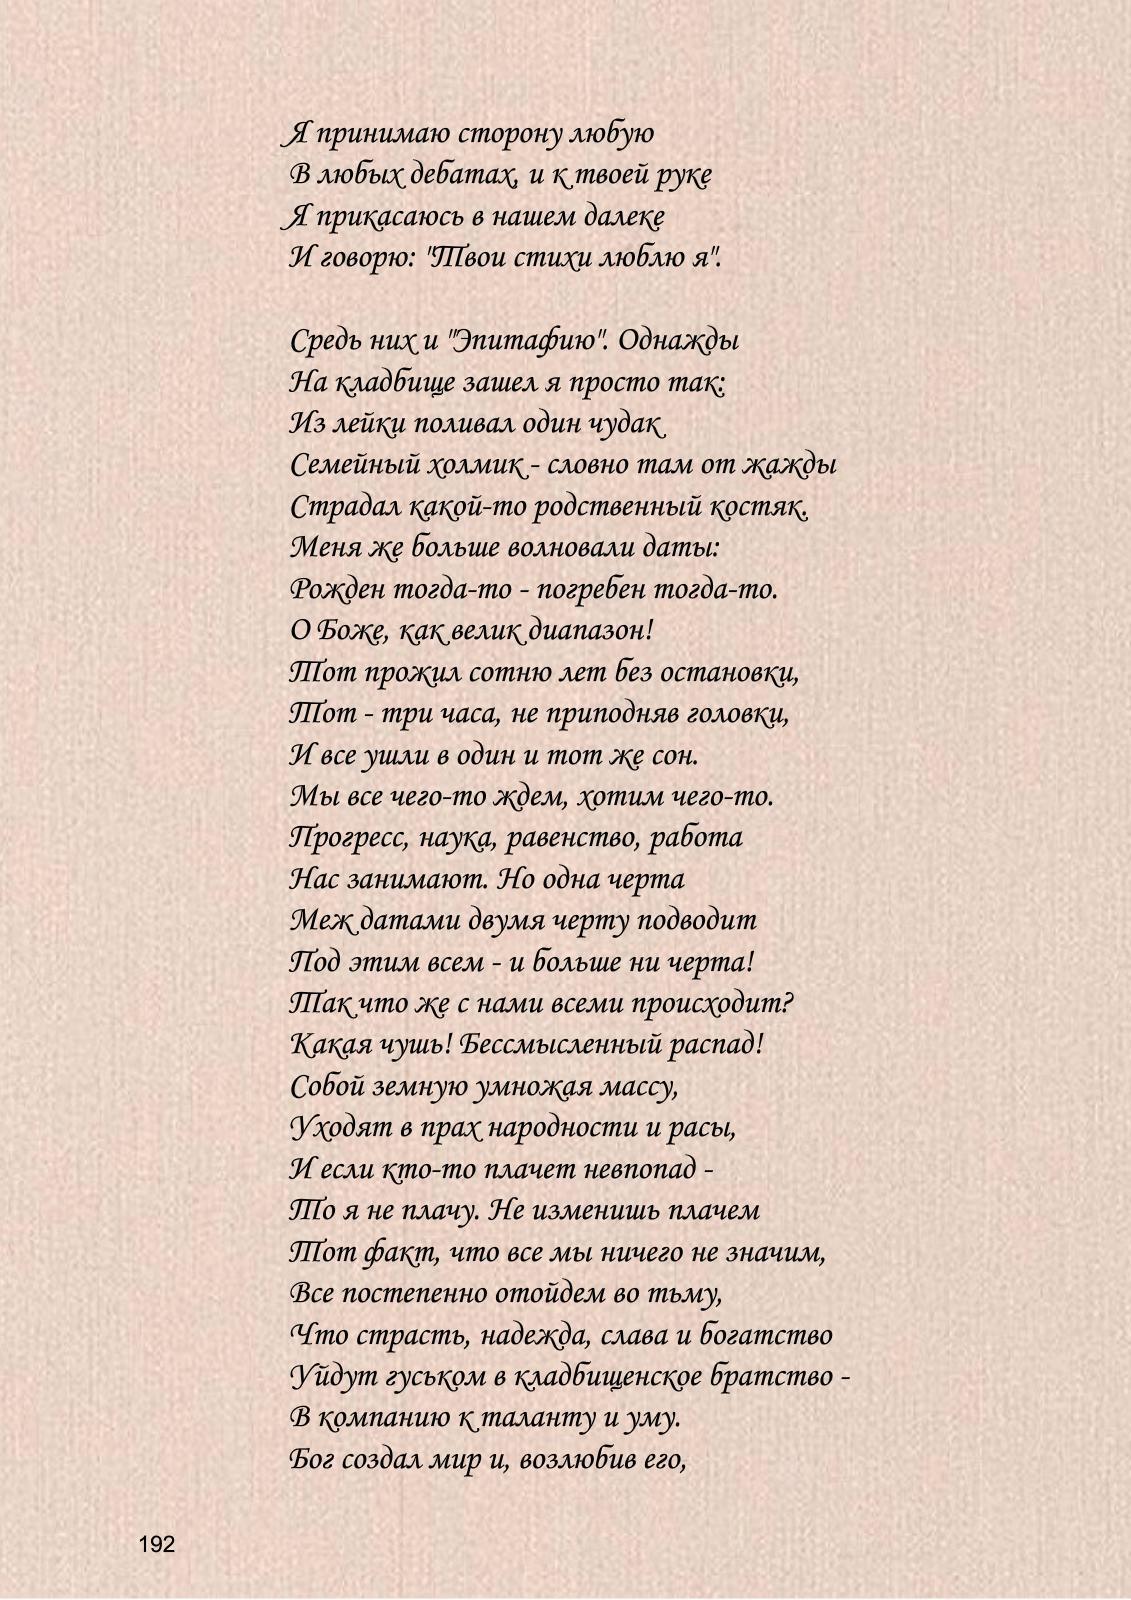 Я принимаю сторону любую
В любых дебатах, и к твоей руке
Я прикасаюсь в нашем далеке
И говорю: "Твои стихи люблю я".
Средь них и "Эпитафию". Однажды
На кладбище зашел я просто так:
Из лейки поливал один чудак
Семейный холмик - словно там от жажды
Страдал какой-то родственный костяк.
Меня же больше волновали даты:
Рожден тогда-то - погребен тогда-то.
О Боже, как велик диапазон!
Тот прожил сотню лет без остановки,
Тот - три часа, не приподняв головки,
И все ушли в один и тот же сон.
Мы все чего-то ждем, хотим чего-то.
Прогресс, наука, равенство, работа
Нас занимают. Но одна черта
Меж датами двумя черту подводит
Под этим всем - и больше ни черта!
Так что же с нами всеми происходит?
Какая чушь! Бессмысленный распад!
Собой земную умножая массу,
Уходят в прах народности и расы,
И если кто-то плачет невпопад -
То я не плачу. Не изменишь плачем
Тот факт, что все мы ничего не значим,
Все постепенно отойдем во тьму,
Что страсть, надежда, слава и богатство
Уйдут гуськом в кладбищенское братство -
В компанию к таланту и уму.
Бог создал мир и, возлюбив его,
192